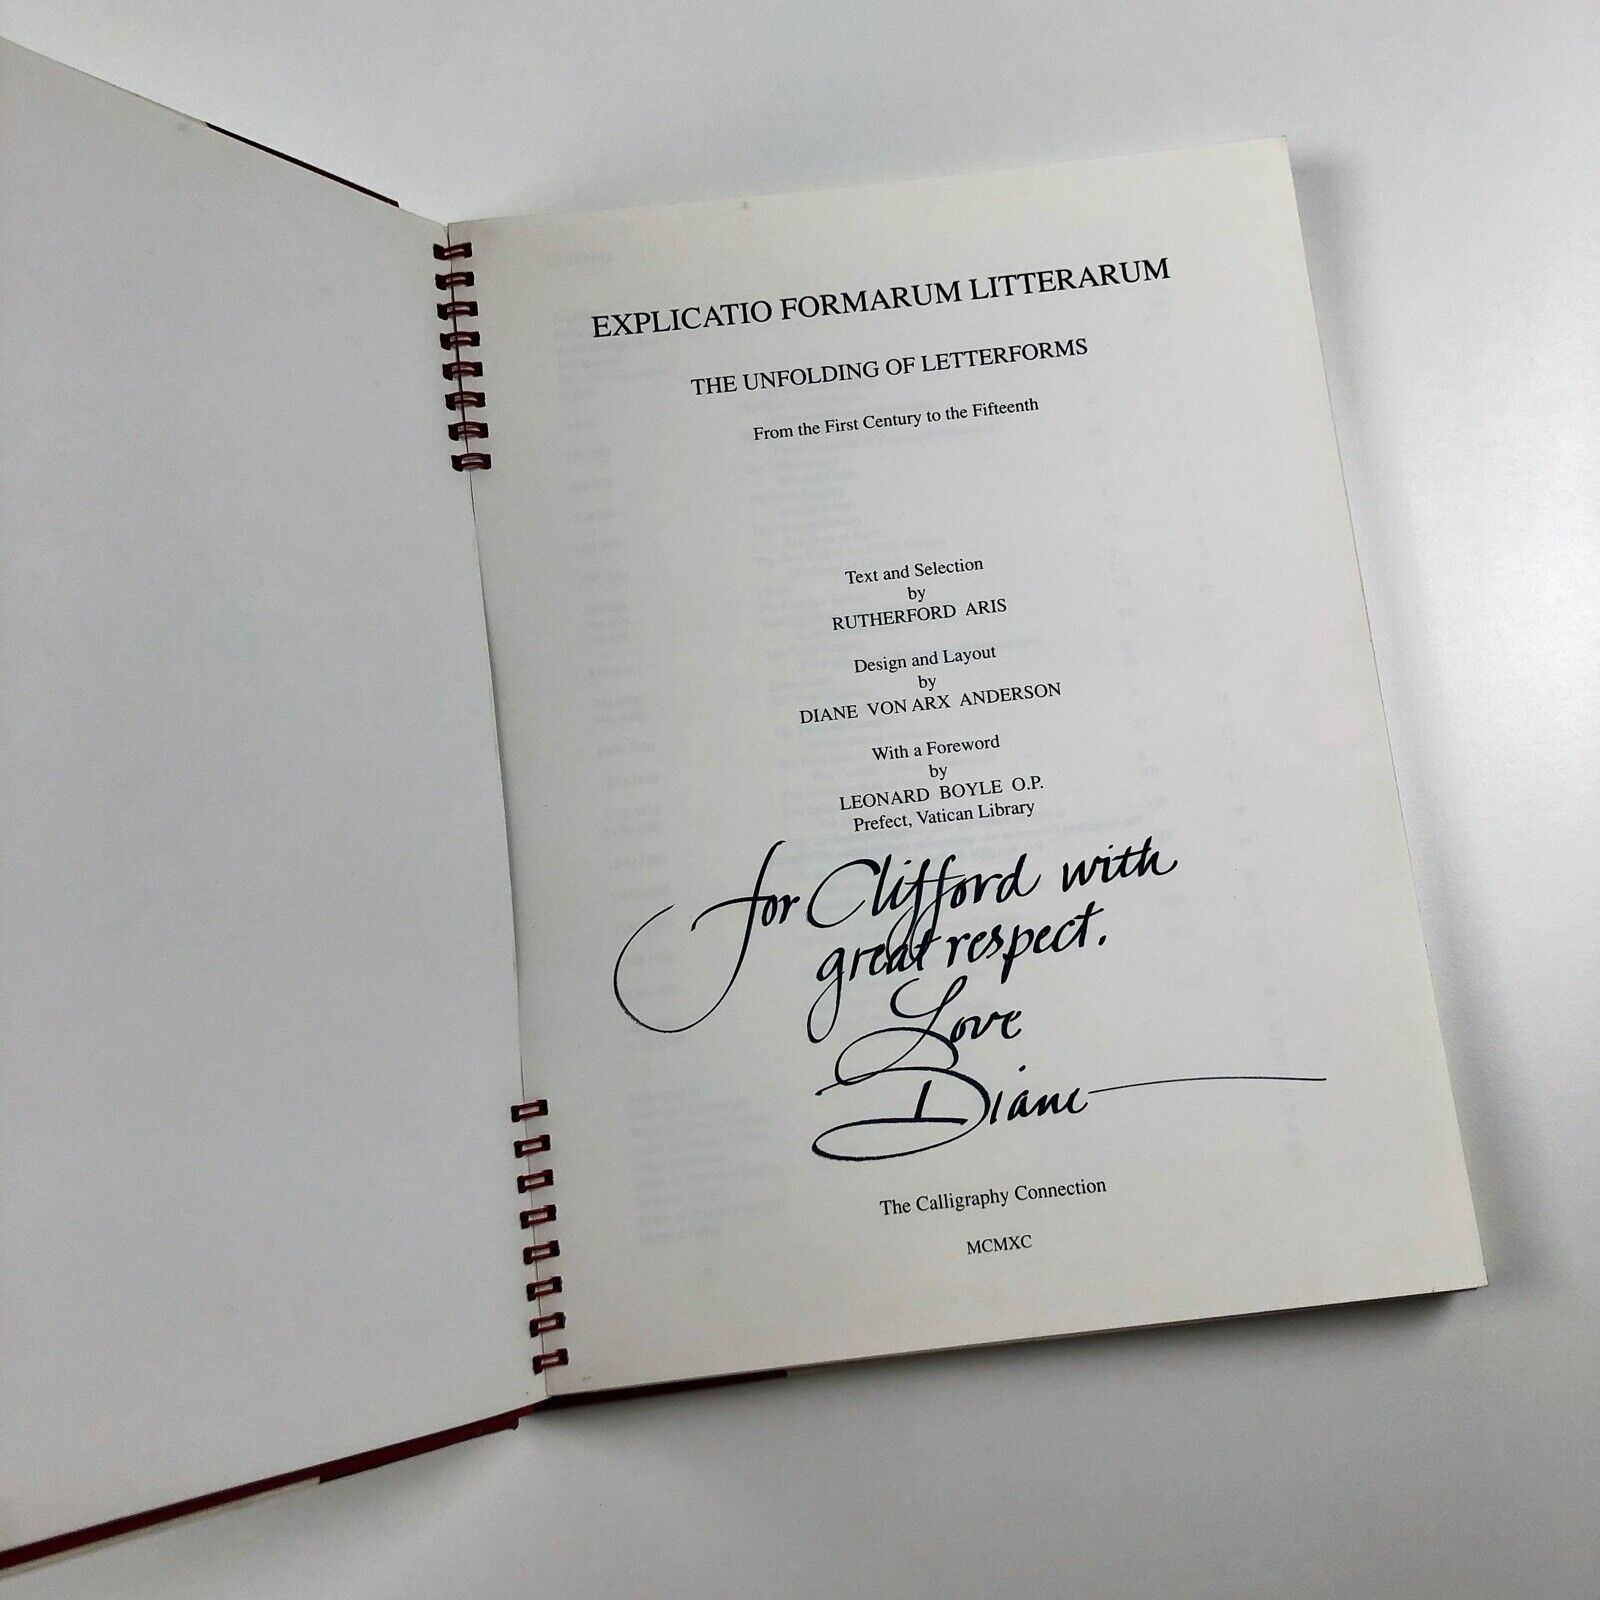 EXPLICATIO FORMARUM LITTERARUM
THE UNFOLDING OF LETTERFORMS
From the First Century to the Fifteenth
Text and Selection
by
RUTHERFORD ARIS
Design and Layout
by
DIANE VON ARX ANDERSON
With a Foreword
by
LEONARD BOYLE O.P.
Prefect, Vatican Library
for Clifford with
great respect.
Love
Diane
The Calligraphy Connection
MCMXC